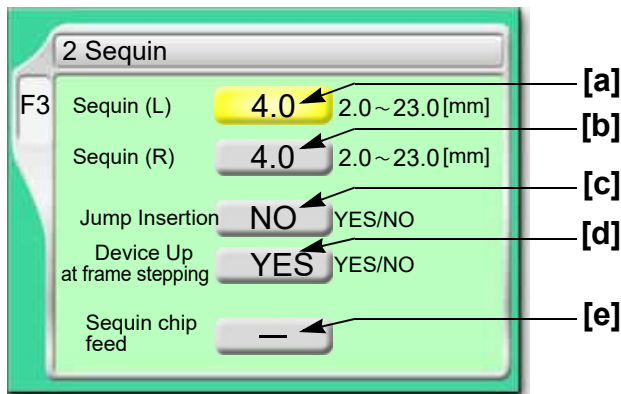 2 Sequin
F3
Sequin (L) 4.0 2.0~23.0[mm] [a]
Sequin (R) 4.0 2.0~23.0[mm] [b]
Jump Insertion NO YES/NO [c]
Device Up
at frame stepping YES YES/NO [d]
Sequin chip
feed — [e]